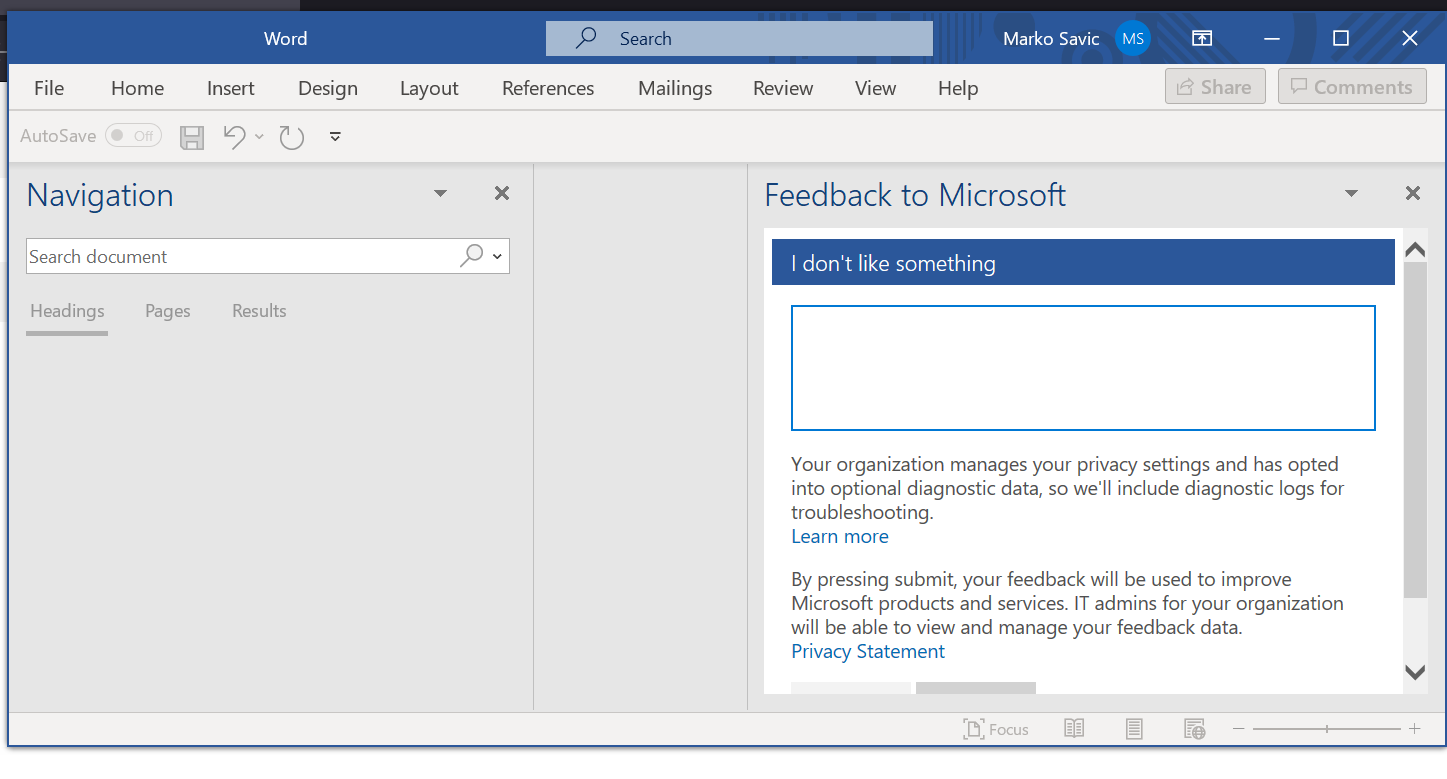 Word
Search
Marko Savic MS
File Home Insert Design Layout References Mailings Review View Help
Share Comments
AutoSave Off
Navigation
Search document
Headings Pages Results
Feedback to Microsoft
I don't like something
Your organization manages your privacy settings and has opted
into optional diagnostic data, so we'll include diagnostic logs for
troubleshooting.
Learn more
By pressing submit, your feedback will be used to improve
Microsoft products and services. IT admins for your organization
will be able to view and manage your feedback data.
Privacy Statement
Focus